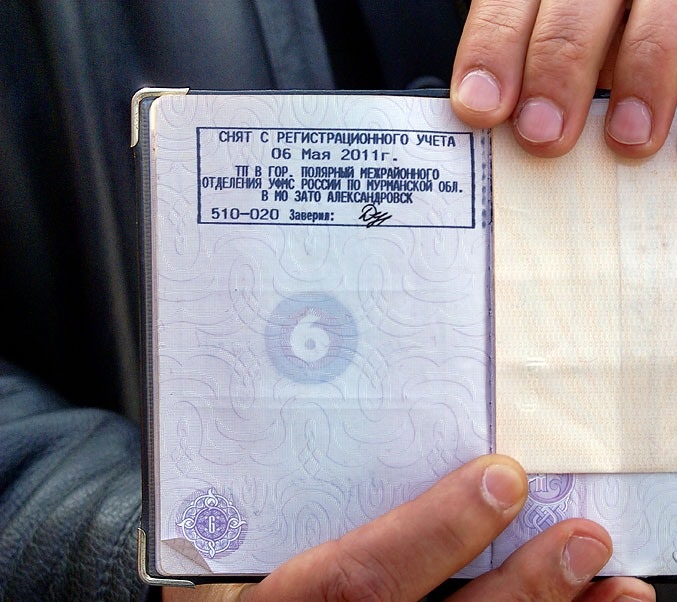 СНЯТ С РЕГИСТРАЦИОННОГО УЧЕТА
06 Мая 2011г.
ТП В ГОР. ПОЛЯРНЫЙ МЕЖРАЙОННОГО
ОТДЕЛЕНИЯ УФМС РОССИИ ПО МУРМАНСКОЙ ОБЛ.
В МО ЗАТО АЛЕКСАНДРОВСК
510-020 Заверил:
6
6